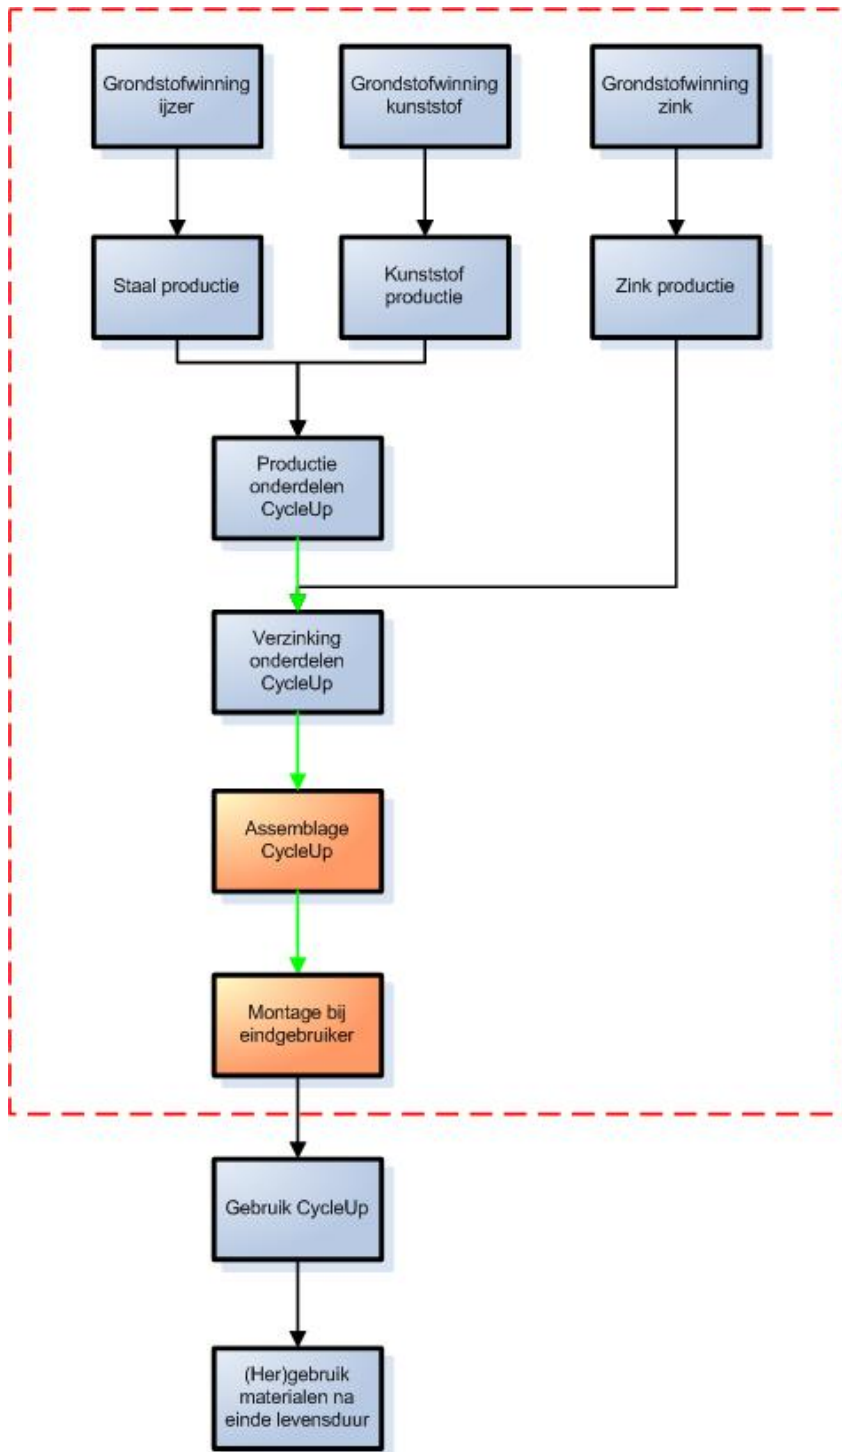 Grondstofwinning
ijzer
Grondstofwinning
kunststof
Grondstofwinning
zink
Staal productie
Kunststof
productie
Zink productie
Productie
onderdelen
CycleUp
Verzinking
onderdelen
CycleUp
Assemblage
CycleUp
Montage bij
eindgebruiker
Gebruik CycleUp
(Her)gebruik
materialen na
einde levensduur